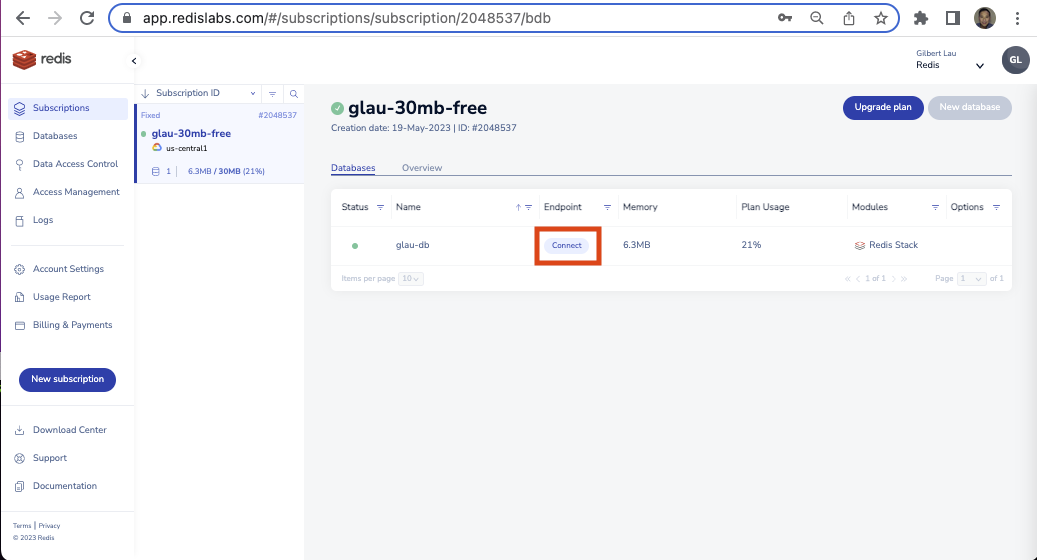 app.redislabs.com/#/subscriptions/subscription/2048537/bdb
redis
Gilbert Lau
Redis
GL
Subscriptions
Databases
Data Access Control
Access Management
Logs
Account Settings
Usage Report
Billing & Payments
New subscription
Download Center
Support
Documentation
Terms | Privacy
© 2023 Redis
Subscription ID
Fixed #2048537
glau-30mb-free
us-central1
1 | 6.3MB / 30MB (21%)
glau-30mb-free
Creation date: 19-May-2023 | ID: #2048537
Upgrade plan New database
Databases Overview
Status Name Endpoint Memory Plan Usage Modules Options
glau-db Connect 6.3MB 21% Redis Stack
Items per page 10 « < 1 of 1 > » Page 1 of 1